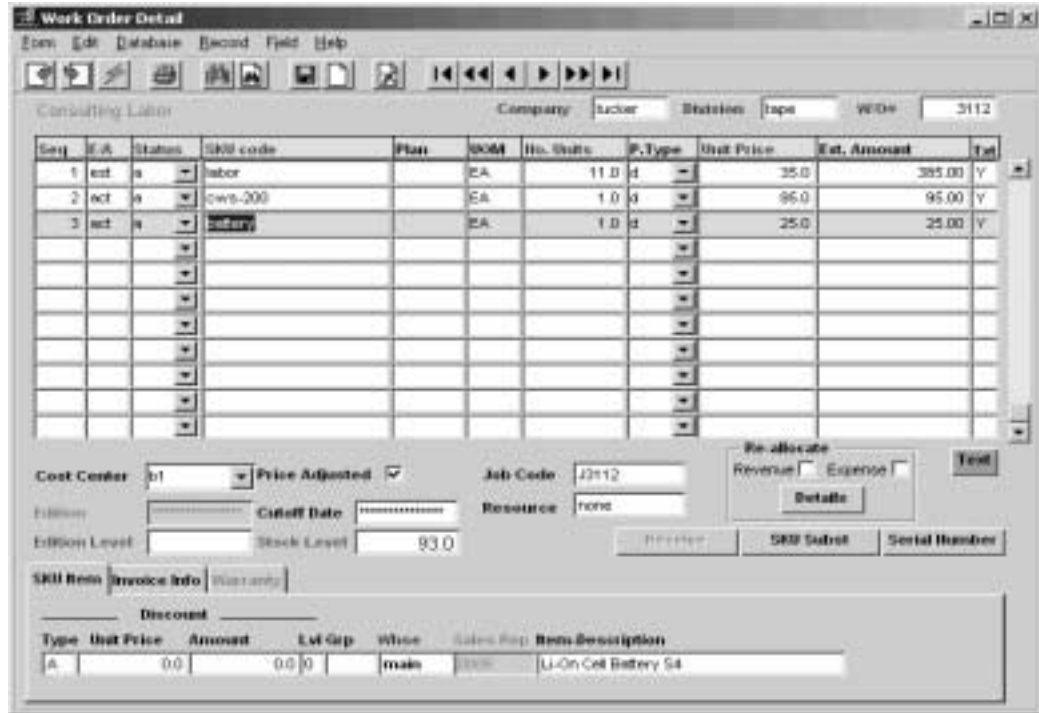 Work Order Detail
Form Edit Database Record Field Help
Consulting Labor Company tucker Division tape W/O# 3112
Seq E/A Status SKU code Plan UOM No. Units P.Type Unit Price Ext. Amount Txt
1 est a labor EA 11.0 d 35.0 385.00 Y
2 act a cws-200 EA 1.0 d 95.0 95.00 Y
3 act a battery EA 1.0 d 25.0 25.00 Y
Re-allocate
Cost Center b1 Price Adjusted Job Code J3112 Revenue Expense Text
Edition Cutoff Date Resource none Details
Edition Level Stock Level 93.0 SKU Subst Serial Number
SKU Item Invoice Info Warranty
Discount
Type Unit Price Amount Lvl Grp Whse Sales Rep Item Description
A 0.0 0.0 0 main Li-On Cell Battery S4